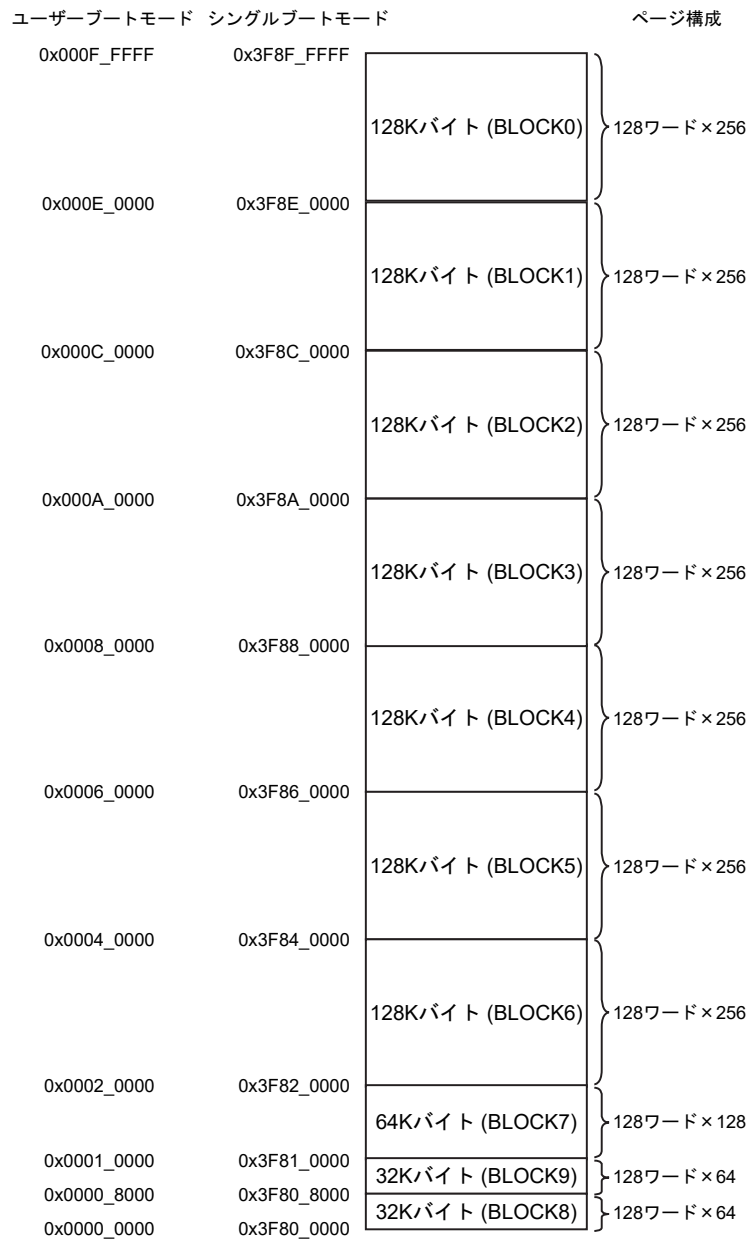 ユーザーブートモード シングルブートモード ページ構成
0x000F_FFFF 0x3F8F_FFFF
128Kバイト (BLOCK0) 128ワード×256
0x000E_0000 0x3F8E_0000
128Kバイト (BLOCK1) 128ワード×256
0x000C_0000 0x3F8C_0000
128Kバイト (BLOCK2) 128ワード×256
0x000A_0000 0x3F8A_0000
128Kバイト (BLOCK3) 128ワード×256
0x0008_0000 0x3F88_0000
128Kバイト (BLOCK4) 128ワード×256
0x0006_0000 0x3F86_0000
128Kバイト (BLOCK5) 128ワード×256
0x0004_0000 0x3F84_0000
128Kバイト (BLOCK6) 128ワード×256
0x0002_0000 0x3F82_0000
64Kバイト (BLOCK7) 128ワード×128
0x0001_0000 0x3F81_0000
32Kバイト (BLOCK9) 128ワード×64
0x0000_8000 0x3F80_8000
32Kバイト (BLOCK8) 128ワード×64
0x0000_0000 0x3F80_0000